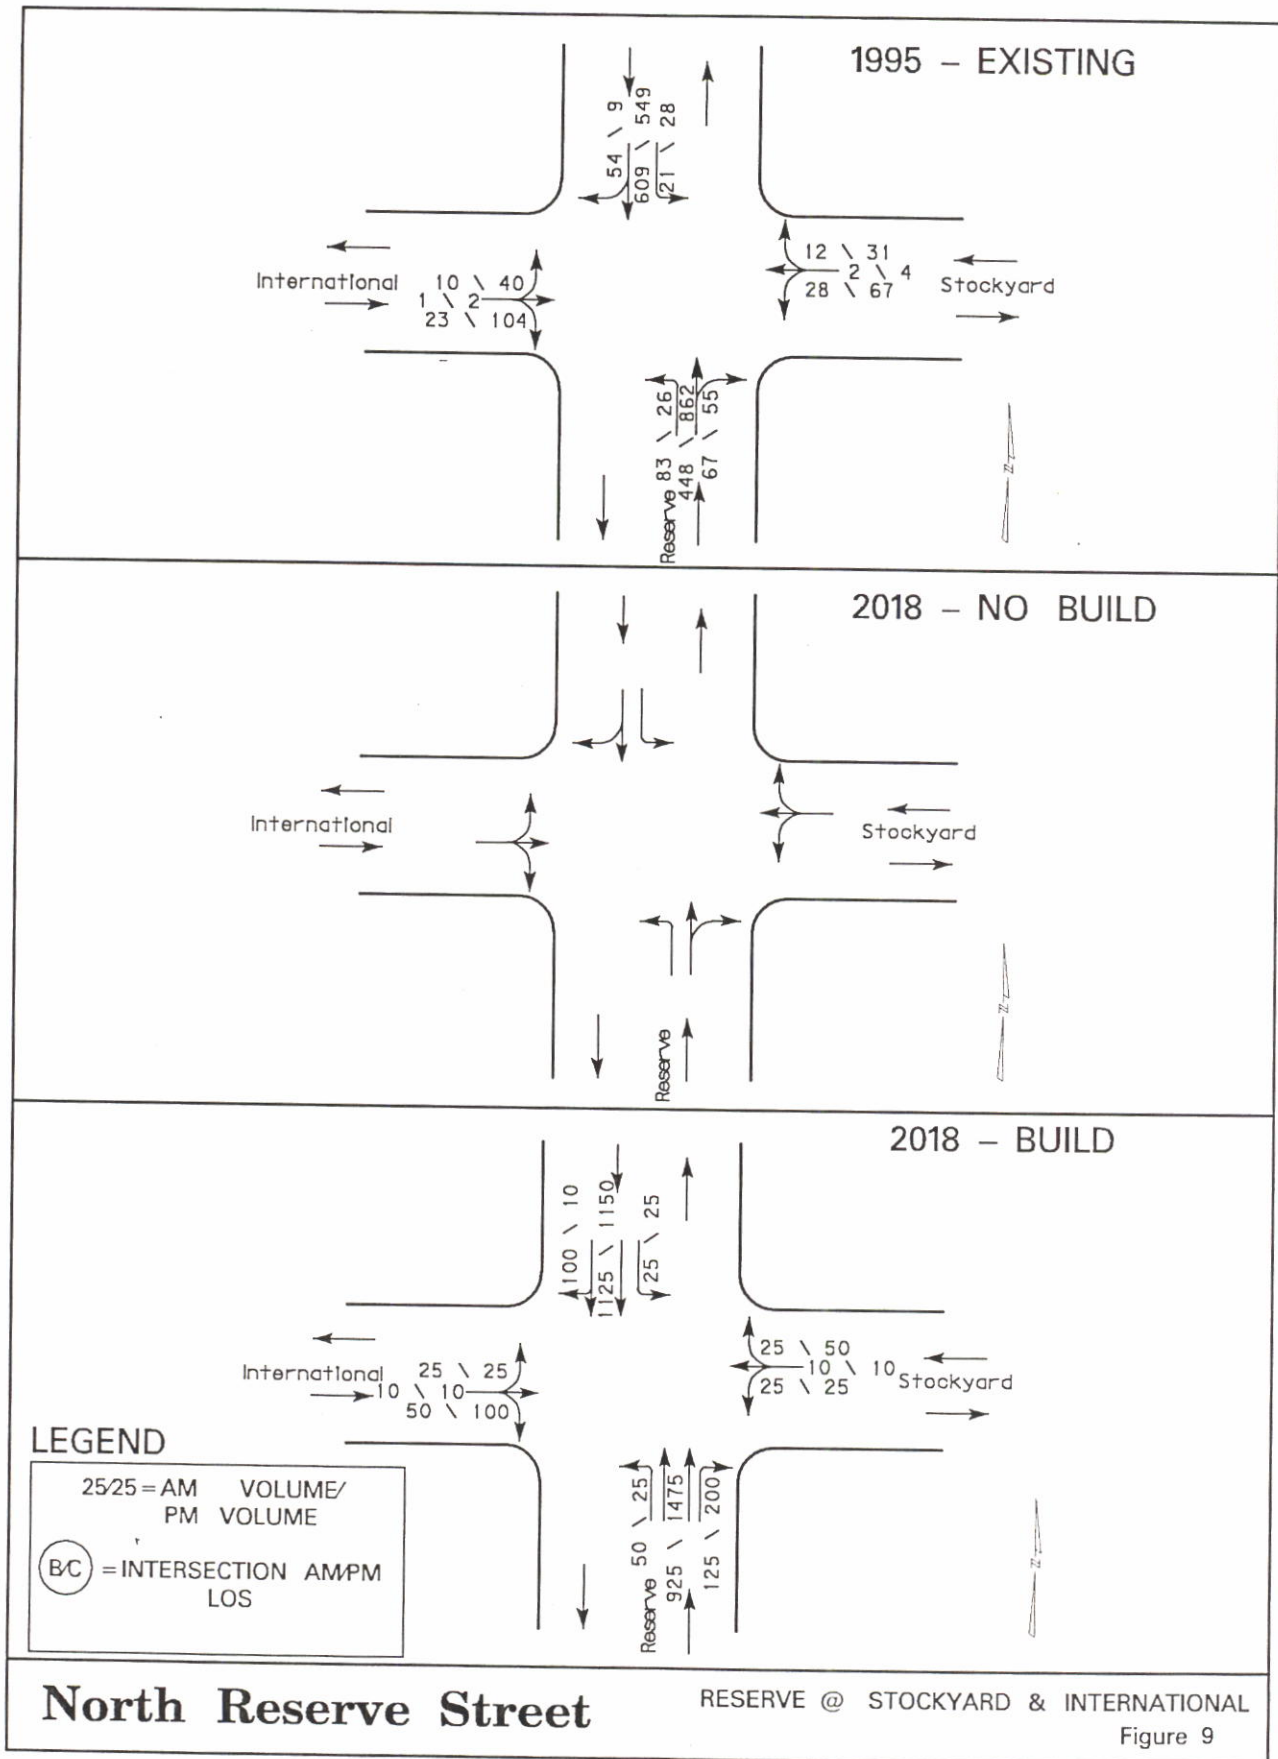 1995 – EXISTING
54 \ 9
609 \ 549
21 \ 28
International
10 \ 40
1 \ 2
23 \ 104
12 \ 31
2 \ 4
28 \ 67
Stockyard
83 \ 26
448 \ 862
67 \ 55
Reserve
N
2018 – NO BUILD
International
Stockyard
Reserve
N
2018 – BUILD
100 \ 10
1125 \ 1150
25 \ 25
International
25 \ 25
10 \ 10
50 \ 100
25 \ 50
10 \ 10
25 \ 25
Stockyard
50 \ 25
925 \ 1475
125 \ 200
Reserve
N
LEGEND
25/25 = AM VOLUME/
PM VOLUME
B/C = INTERSECTION AM/PM
LOS
North Reserve Street
RESERVE @ STOCKYARD & INTERNATIONAL
Figure 9